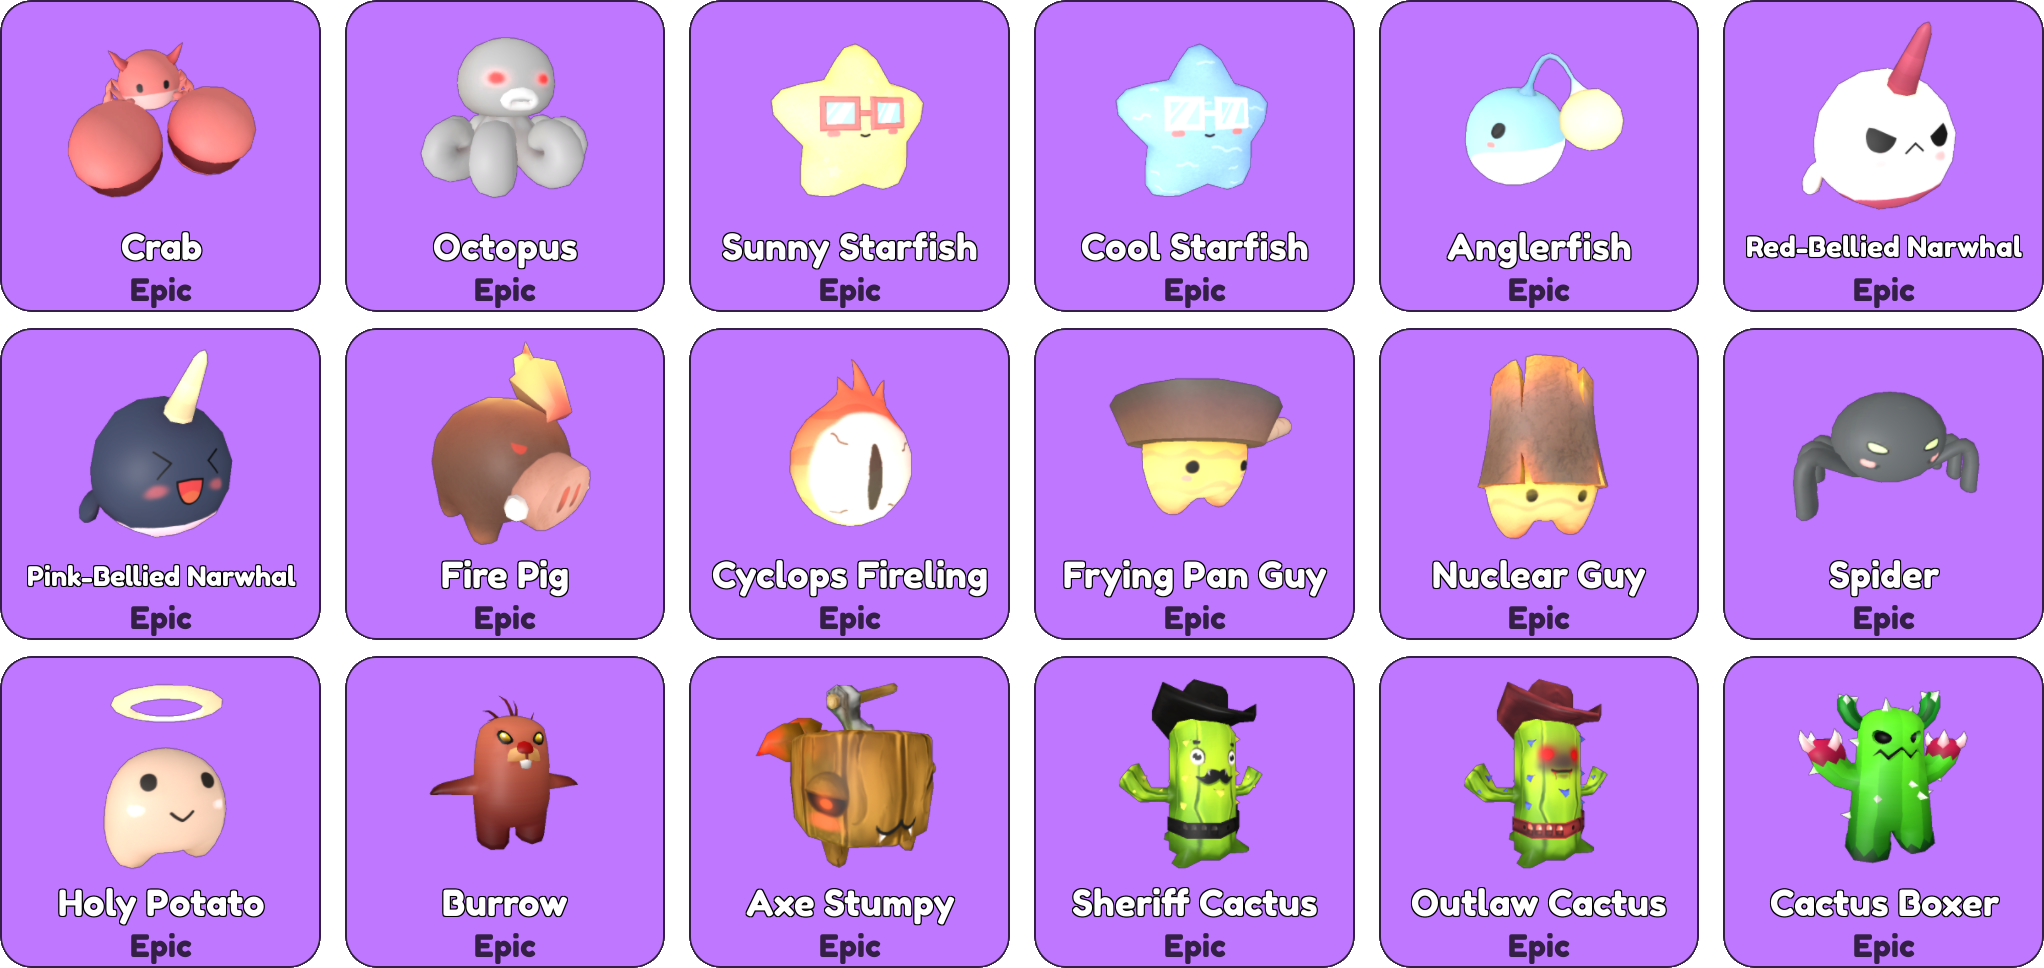 Crab
Epic
Octopus
Epic
Sunny Starfish
Epic
Cool Starfish
Epic
Anglerfish
Epic
Red-Bellied Narwhal
Epic
Pink-Bellied Narwhal
Epic
Fire Pig
Epic
Cyclops Fireling
Epic
Frying Pan Guy
Epic
Nuclear Guy
Epic
Spider
Epic
Holy Potato
Epic
Burrow
Epic
Axe Stumpy
Epic
Sheriff Cactus
Epic
Outlaw Cactus
Epic
Cactus Boxer
Epic